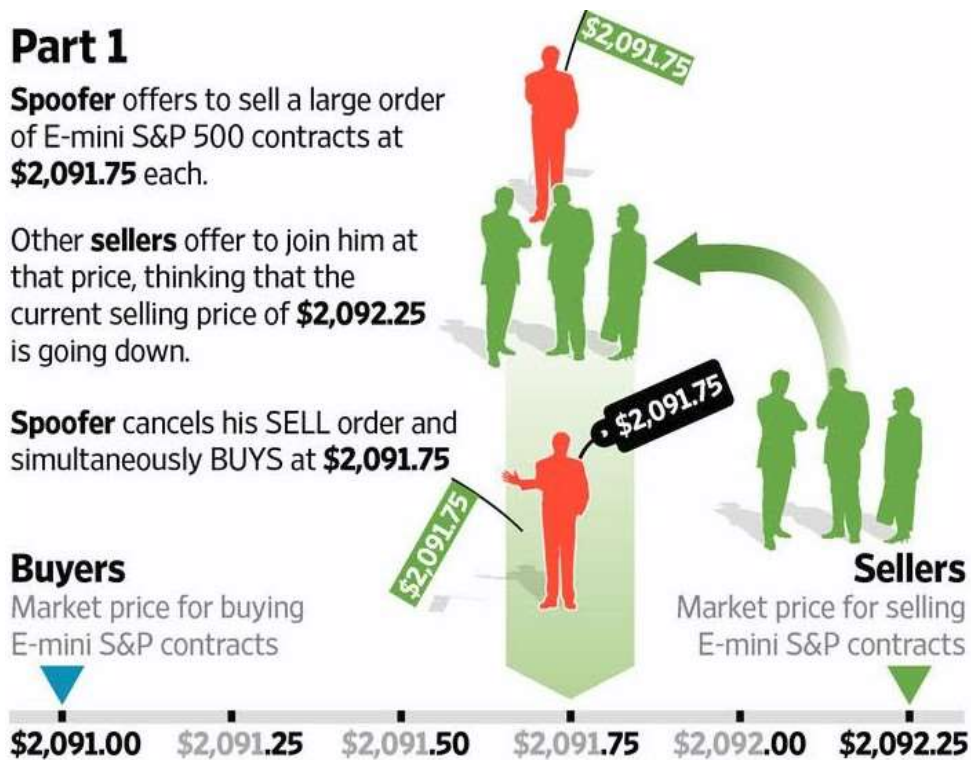 Part 1
Spoofer offers to sell a large order
of E-mini S&P 500 contracts at
$2,091.75 each.
$2,091.75
Other sellers offer to join him at
that price, thinking that the
current selling price of $2,092.25
is going down.
Spoofer cancels his SELL order and
simultaneously BUYS at $2,091.75
$2,091.75
$2,091.75
Buyers
Market price for buying
E-mini S&P contracts
Sellers
Market price for selling
E-mini S&P contracts
$2,091.00 $2,091.25 $2,091.50 $2,091.75 $2,092.00 $2,092.25